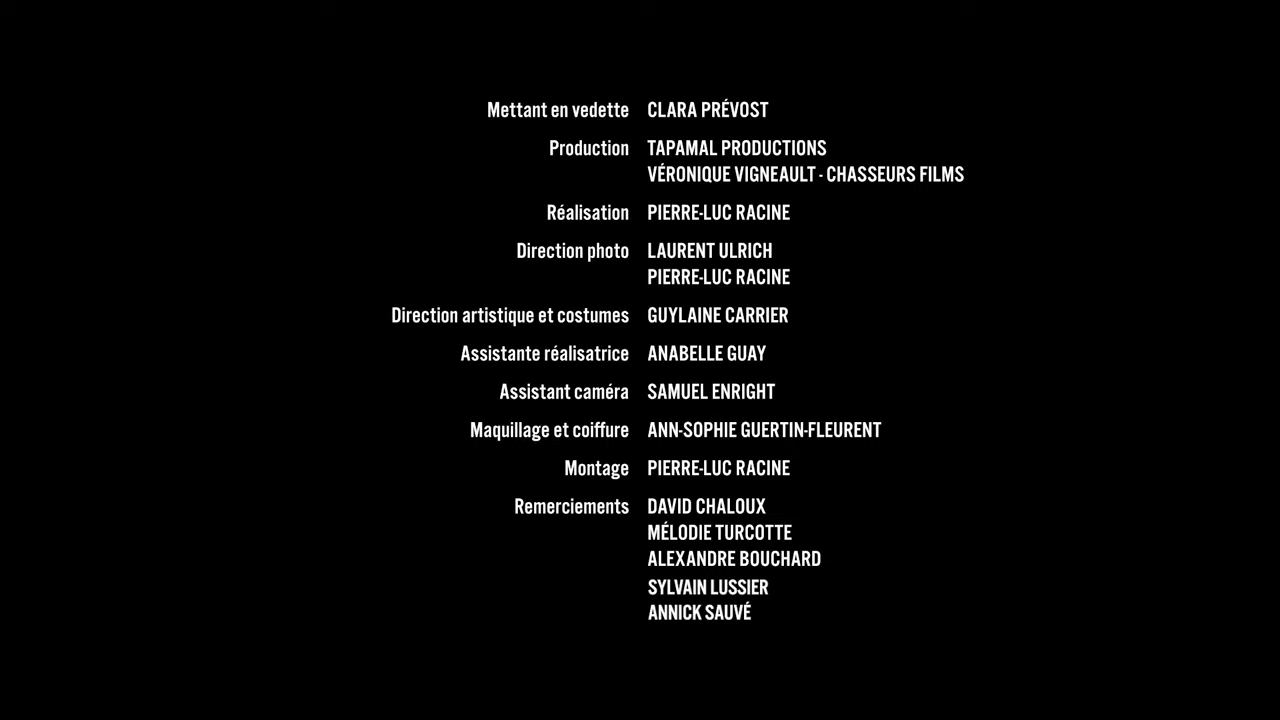 Mettant en vedette CLARA PRÉVOST
Production TAPAMAL PRODUCTIONS
VÉRONIQUE VIGNEAULT - CHASSEURS FILMS
Réalisation PIERRE-LUC RACINE
Direction photo LAURENT ULRICH
PIERRE-LUC RACINE
Direction artistique et costumes GUYLAINE CARRIER
Assistante réalisatrice ANABELLE GUAY
Assistant caméra SAMUEL ENRIGHT
Maquillage et coiffure ANN-SOPHIE GUERTIN-FLEURENT
Montage PIERRE-LUC RACINE
Remerciements DAVID CHALOUX
MÉLODIE TURCOTTE
ALEXANDRE BOUCHARD
SYLVAIN LUSSIER
ANNICK SAUVÉ